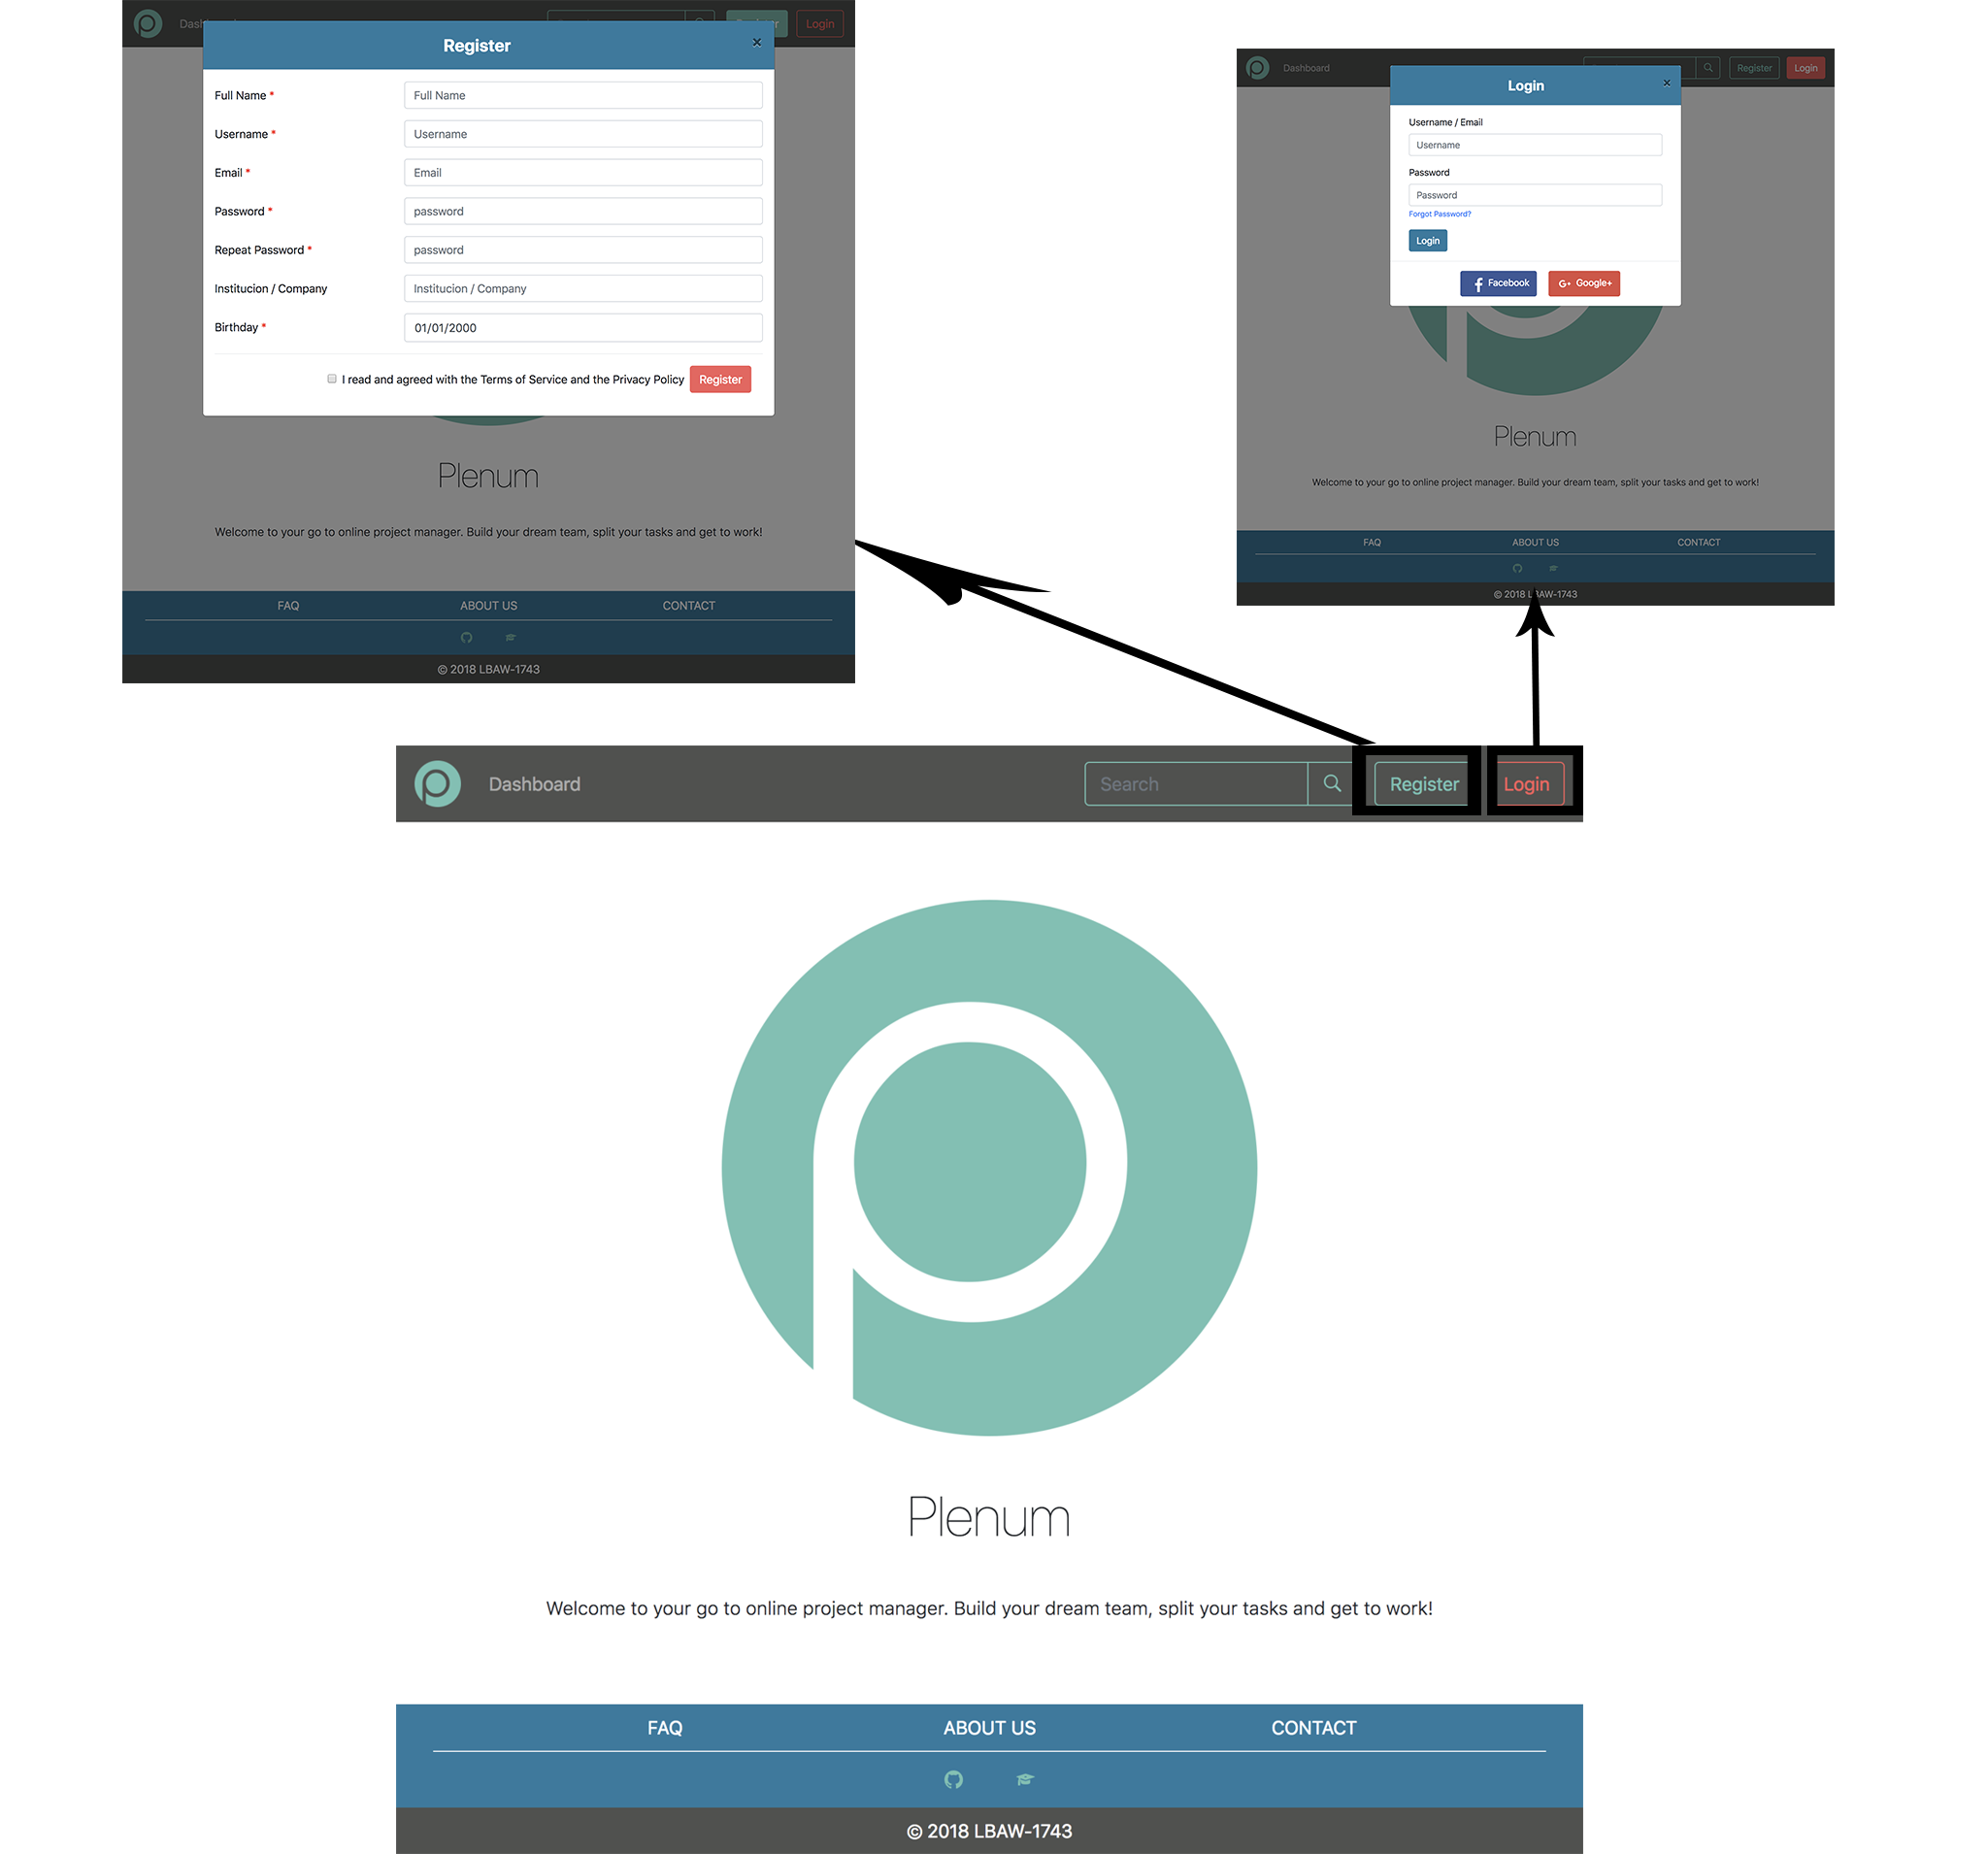 Register
×
Login
Full Name * Full Name
Username * Username
Email * Email
Password * password
Repeat Password * password
Institucion / Company Institucion / Company
Birthday * 01/01/2000
I read and agreed with the Terms of Service and the Privacy Policy Register
Plenum
Welcome to your go to online project manager. Build your dream team, split your tasks and get to work!
FAQ ABOUT US CONTACT
© 2018 LBAW-1743
Dashboard Register Login
Login ×
Username / Email
Username
Password
Password
Forgot Password?
Login
Facebook G+ Google+
Plenum
Welcome to your go to online project manager. Build your dream team, split your tasks and get to work!
FAQ ABOUT US CONTACT
© 2018 LBAW-1743
Dashboard Search Register Login
Plenum
Welcome to your go to online project manager. Build your dream team, split your tasks and get to work!
FAQ ABOUT US CONTACT
© 2018 LBAW-1743